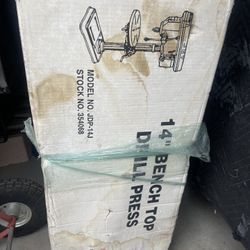 MODEL NO. JDP-14J
STOCK NO. 354068
14" BENCH TOP
DRILL PRESS